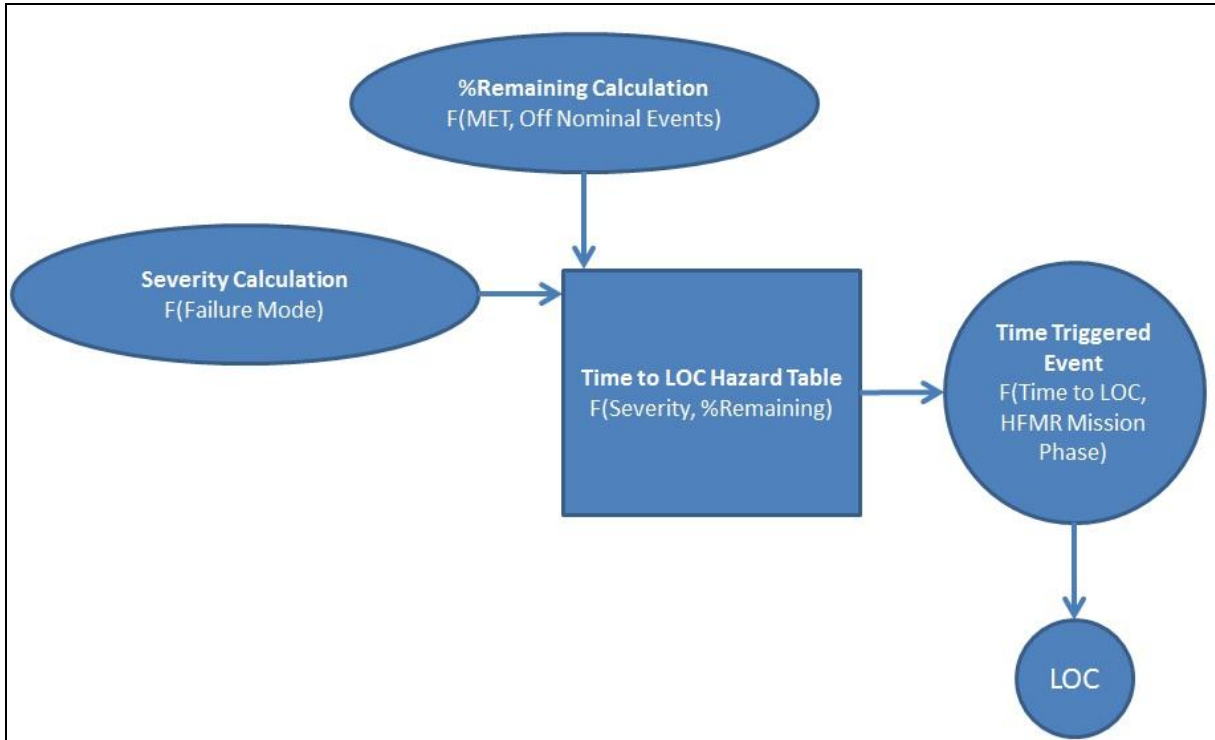 %Remaining Calculation
F(MET, Off Nominal Events)
Severity Calculation
F(Failure Mode)
Time to LOC Hazard Table
F(Severity, %Remaining)
Time Triggered
Event
F(Time to LOC,
HFMR Mission
Phase)
LOC